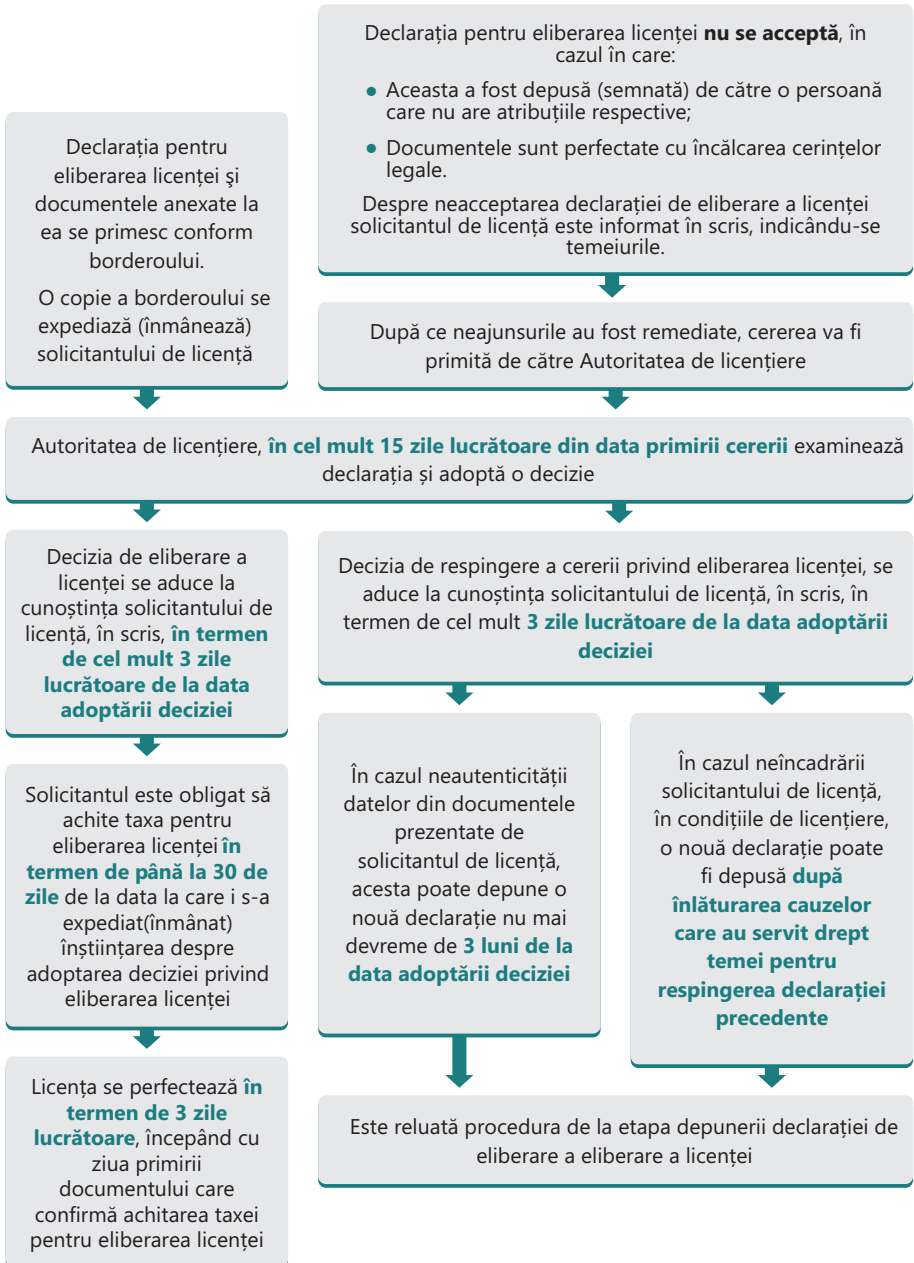 Declarația pentru eliberarea licenței nu se acceptă, în
cazul în care:
● Aceasta a fost depusă (semnată) de către o persoană
care nu are atribuțiile respective;
● Documentele sunt perfectate cu încălcarea cerințelor
legale.
Despre neacceptarea declarației de eliberare a licenței
solicitantul de licență este informat în scris, indicându-se
temeiurile.
Declarația pentru
eliberarea licenței şi
documentele anexate la
ea se primesc conform
borderoului.
O copie a borderoului se
expediază (înmânează)
solicitantului de licență
După ce neajunsurile au fost remediate, cererea va fi
primită de către Autoritatea de licențiere
Autoritatea de licențiere, în cel mult 15 zile lucrătoare din data primirii cererii examinează
declarația și adoptă o decizie
Decizia de eliberare a
licenței se aduce la
cunoștința solicitantului de
licență, în scris, în termen
de cel mult 3 zile
lucrătoare de la data
adoptării deciziei
Decizia de respingere a cererii privind eliberarea licenței, se
aduce la cunoștința solicitantului de licență, în scris, în
termen de cel mult 3 zile lucrătoare de la data adoptării
deciziei
Solicitantul este obligat să
achite taxa pentru
eliberarea licenței în
termen de până la 30 de
zile de la data la care i s-a
expediat(înmânat)
înștiințarea despre
adoptarea deciziei privind
eliberarea licenței
În cazul neautenticității
datelor din documentele
prezentate de
solicitantul de licență,
acesta poate depune o
nouă declarație nu mai
devreme de 3 luni de la
data adoptării deciziei
În cazul neîncadrării
solicitantului de licență,
în condițiile de licențiere,
o nouă declarație poate
fi depusă după
înlăturarea cauzelor
care au servit drept
temei pentru
respingerea declarației
precedente
Licența se perfectează în
termen de 3 zile
lucrătoare, începând cu
ziua primirii
documentului care
confirmă achitarea taxei
pentru eliberarea licenței
Este reluată procedura de la etapa depunerii declarației de
eliberare a eliberare a licenței